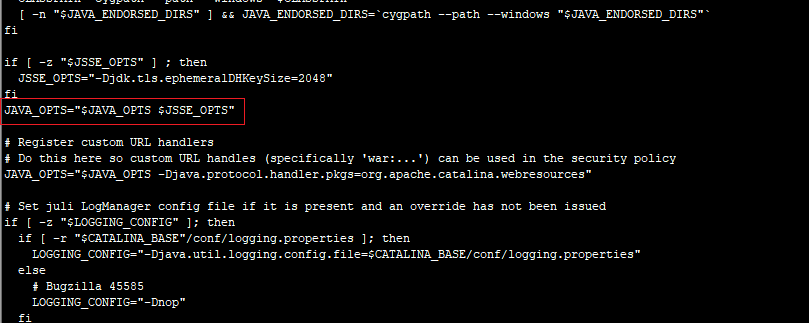 [ -n "$JAVA_ENDORSED_DIRS" ] && JAVA_ENDORSED_DIRS=`cygpath --path --windows "$JAVA_ENDORSED_DIRS"`
fi
if [ -z "$JSSE_OPTS" ] ; then
JSSE_OPTS="-Djdk.tls.ephemeralDHKeySize=2048"
fi
JAVA_OPTS="$JAVA_OPTS $JSSE_OPTS"
# Register custom URL handlers
# Do this here so custom URL handles (specifically 'war:...') can be used in the security policy
JAVA_OPTS="$JAVA_OPTS -Djava.protocol.handler.pkgs=org.apache.catalina.webresources"
# Set juli LogManager config file if it is present and an override has not been issued
if [ -z "$LOGGING_CONFIG" ]; then
if [ -r "$CATALINA_BASE"/conf/logging.properties ]; then
LOGGING_CONFIG="-Djava.util.logging.config.file=$CATALINA_BASE/conf/logging.properties"
else
# Bugzilla 45585
LOGGING_CONFIG="-Dnop"
fi